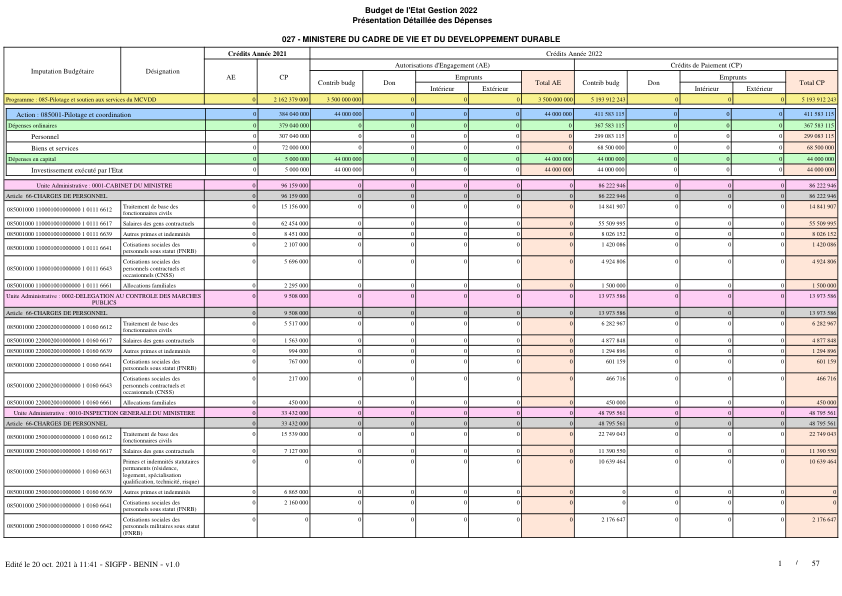 Budget de l'Etat Gestion 2022
Présentation Détaillée des Dépenses
027 - MINISTERE DU CADRE DE VIE ET DU DEVELOPPEMENT DURABLE
Imputation Budgétaire Désignation Crédits Année 2021 Crédits Année 2022
AE CP Autorisations d'Engagement (AE) Crédits de Paiement (CP)
Contrib budg Don Emprunts Total AE Contrib budg Don Emprunts Total CP
Intérieur Extérieur Intérieur Extérieur
Programme : 085-Pilotage et soutien aux services du MCVDD 0 2 162 379 000 3 500 000 000 0 0 0 3 500 000 000 5 193 912 243 0 0 0 5 193 912 243
Action : 085001-Pilotage et coordination 0 384 040 000 44 000 000 0 0 0 44 000 000 411 583 115 0 0 0 411 583 115
Dépenses ordinaires 0 379 040 000 0 0 0 0 0 367 583 115 0 0 0 367 583 115
Personnel 0 307 040 000 0 0 0 0 0 299 083 115 0 0 0 299 083 115
Biens et services 0 72 000 000 0 0 0 0 0 68 500 000 0 0 0 68 500 000
Dépenses en capital 0 5 000 000 44 000 000 0 0 0 44 000 000 44 000 000 0 0 0 44 000 000
Investissement exécuté par l'Etat 0 5 000 000 44 000 000 0 0 0 44 000 000 44 000 000 0 0 0 44 000 000
Unite Administrative : 0001-CABINET DU MINISTRE 0 96 159 000 0 0 0 0 0 86 222 946 0 0 0 86 222 946
Article 66-CHARGES DE PERSONNEL 0 96 159 000 0 0 0 0 0 86 222 946 0 0 0 86 222 946
085001000 1100010010000000 1 0111 6612 Traitement de base des fonctionnaires civils 0 15 156 000 0 0 0 0 0 14 841 907 0 0 0 14 841 907
085001000 1100010010000000 1 0111 6617 Salaires des gens contractuels 0 62 454 000 0 0 0 0 0 55 509 995 0 0 0 55 509 995
085001000 1100010010000000 1 0111 6639 Autres primes et indemnités 0 8 451 000 0 0 0 0 0 8 026 152 0 0 0 8 026 152
085001000 1100010010000000 1 0111 6641 Cotisations sociales des personnels sous statut (FNRB) 0 2 107 000 0 0 0 0 0 1 420 086 0 0 0 1 420 086
085001000 1100010010000000 1 0111 6643 Cotisations sociales des personnels contractuels et occasionnels (CNSS) 0 5 696 000 0 0 0 0 0 4 924 806 0 0 0 4 924 806
085001000 1100010010000000 1 0111 6661 Allocations familiales 0 2 295 000 0 0 0 0 0 1 500 000 0 0 0 1 500 000
Unite Administrative : 0002-DELEGATION AU CONTROLE DES MARCHES PUBLICS 0 9 508 000 0 0 0 0 0 13 973 586 0 0 0 13 973 586
Article 66-CHARGES DE PERSONNEL 0 9 508 000 0 0 0 0 0 13 973 586 0 0 0 13 973 586
085001000 2200020010000000 1 0160 6612 Traitement de base des fonctionnaires civils 0 5 517 000 0 0 0 0 0 6 282 967 0 0 0 6 282 967
085001000 2200020010000000 1 0160 6617 Salaires des gens contractuels 0 1 563 000 0 0 0 0 0 4 877 848 0 0 0 4 877 848
085001000 2200020010000000 1 0160 6639 Autres primes et indemnités 0 994 000 0 0 0 0 0 1 294 896 0 0 0 1 294 896
085001000 2200020010000000 1 0160 6641 Cotisations sociales des personnels sous statut (FNRB) 0 767 000 0 0 0 0 0 601 159 0 0 0 601 159
085001000 2200020010000000 1 0160 6643 Cotisations sociales des personnels contractuels et occasionnels (CNSS) 0 217 000 0 0 0 0 0 466 716 0 0 0 466 716
085001000 2200020010000000 1 0160 6661 Allocations familiales 0 450 000 0 0 0 0 0 450 000 0 0 0 450 000
Unite Administrative : 0010-INSPECTION GENERALE DU MINISTERE 0 33 432 000 0 0 0 0 0 48 795 561 0 0 0 48 795 561
Article 66-CHARGES DE PERSONNEL 0 33 432 000 0 0 0 0 0 48 795 561 0 0 0 48 795 561
085001000 2500100010000000 1 0160 6612 Traitement de base des fonctionnaires civils 0 15 539 000 0 0 0 0 0 22 749 043 0 0 0 22 749 043
085001000 2500100010000000 1 0160 6617 Salaires des gens contractuels 0 7 127 000 0 0 0 0 0 11 390 550 0 0 0 11 390 550
085001000 2500100010000000 1 0160 6631 Primes et indemnités statutaires permanents (résidence, logement, spécialisation qualification, technicité, risque) 0 0 0 0 0 0 0 10 639 464 0 0 0 10 639 464
085001000 2500100010000000 1 0160 6639 Autres primes et indemnités 0 6 865 000 0 0 0 0 0 0 0 0 0 0
085001000 2500100010000000 1 0160 6641 Cotisations sociales des personnels sous statut (FNRB) 0 2 160 000 0 0 0 0 0 0 0 0 0 0
085001000 2500100010000000 1 0160 6642 Cotisations sociales des personnels militaires sous statut (FNRB) 0 0 0 0 0 0 0 2 176 647 0 0 0 2 176 647
Edité le 20 oct. 2021 à 11:41 - SIGFP - BENIN - v1.0 1 / 57